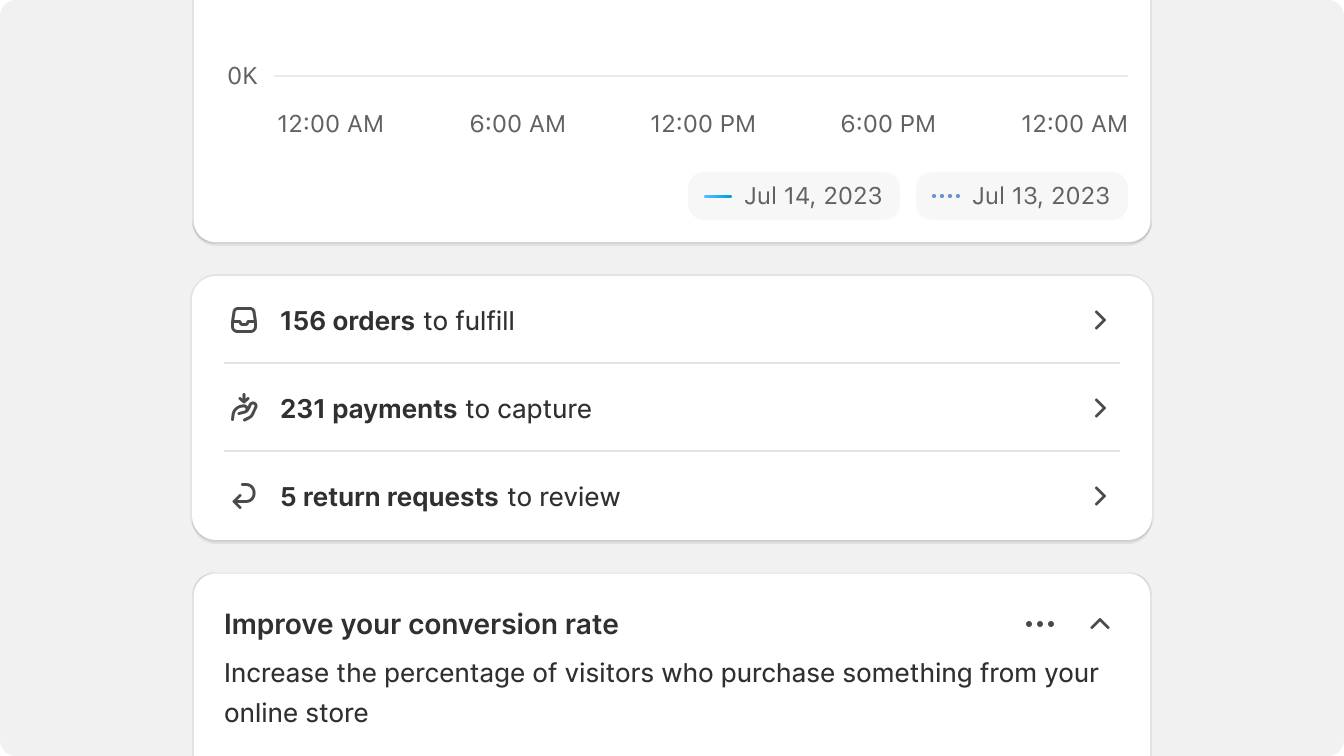 0K
12:00 AM 6:00 AM 12:00 PM 6:00 PM 12:00 AM
Jul 14, 2023 Jul 13, 2023
156 orders to fulfill
231 payments to capture
5 return requests to review
Improve your conversion rate
Increase the percentage of visitors who purchase something from your
online store